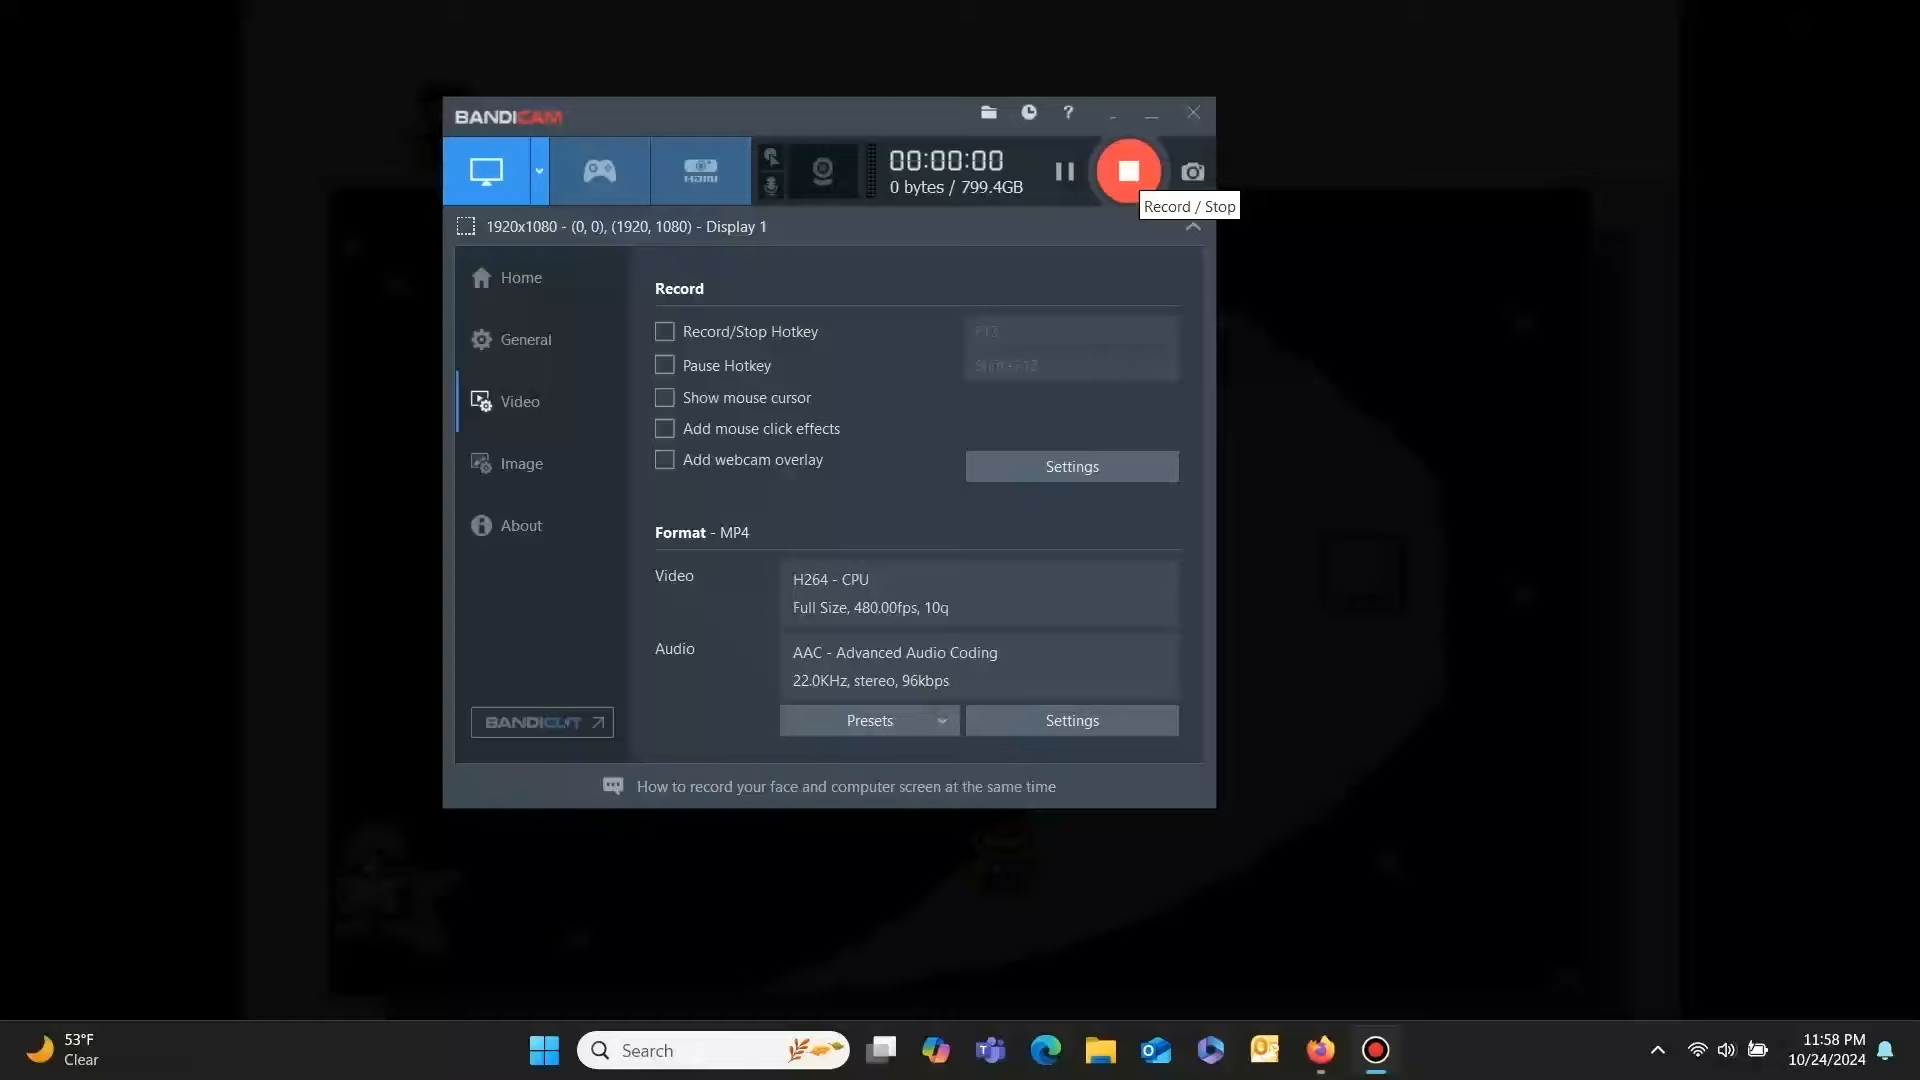 BANDICAM
?
HDMI
00:00:00
0 bytes / 799.4GB
Record / Stop
1920x1080 - (0, 0), (1920, 1080) - Display 1
Home
General
Video
Image
About
BANDICUT
Record
Record/Stop Hotkey
F12
Pause Hotkey
Shift+F12
Show mouse cursor
Add mouse click effects
Add webcam overlay
Settings
Format - MP4
Video
H264 - CPU
Full Size, 480.00fps, 10q
Audio
AAC - Advanced Audio Coding
22.0KHz, stereo, 96kbps
Presets
Settings
How to record your face and computer screen at the same time
53°F
Clear
Search
11:58 PM
10/24/2024